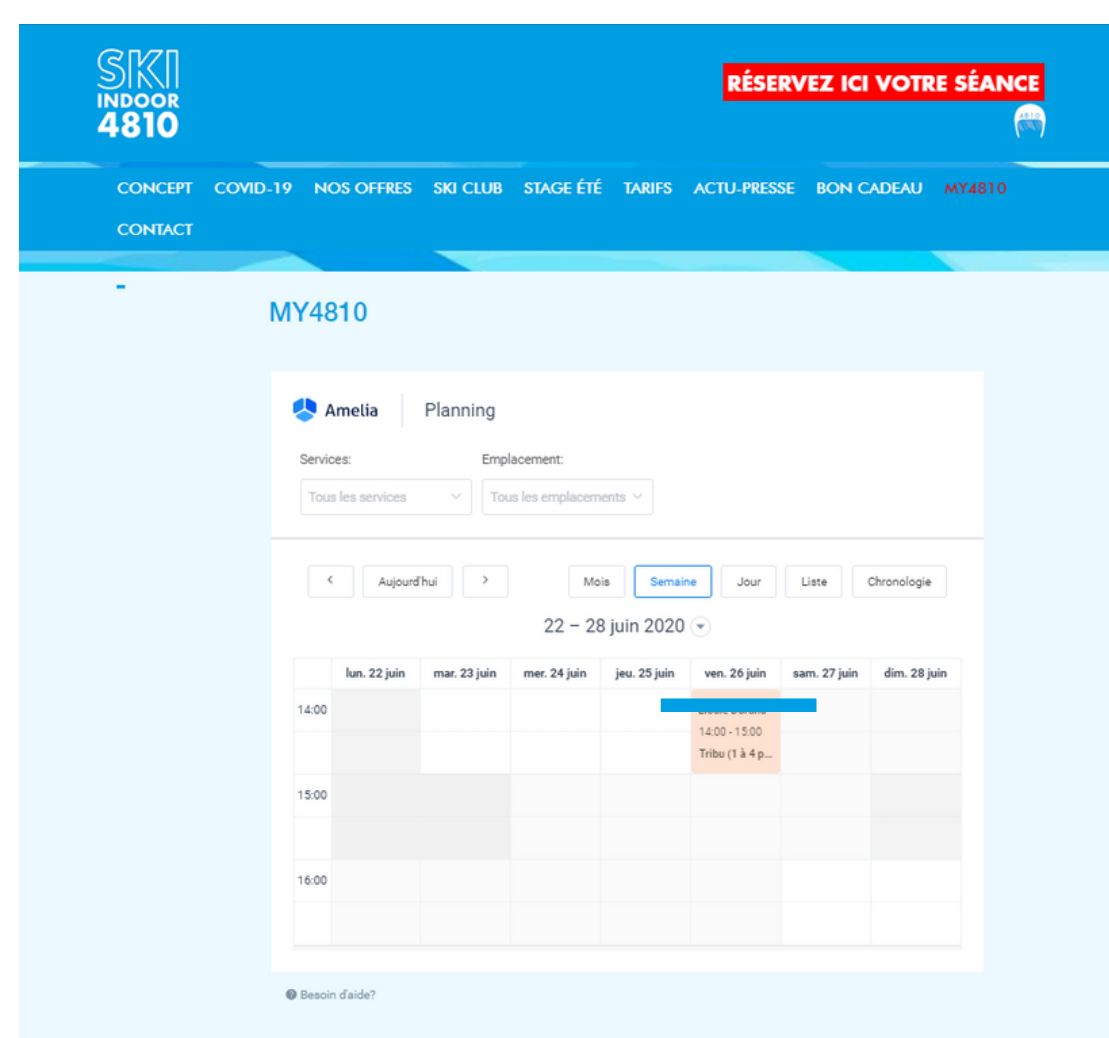 SKI
INDOOR
4810
RÉSERVEZ ICI VOTRE SÉANCE
4810
CONCEPT COVID-19 NOS OFFRES SKI CLUB STAGE ÉTÉ TARIFS ACTU-PRESSE BON CADEAU MY4810
CONTACT
MY4810
Amelia Planning
Services: Emplacement:
Tous les services Tous les emplacements
< Aujourd'hui > Mois Semaine Jour Liste Chronologie
22 – 28 juin 2020
lun. 22 juin mar. 23 juin mer. 24 juin jeu. 25 juin ven. 26 juin sam. 27 juin dim. 28 juin
14:00
14:00 - 15:00
Tribu (1 à 4 p...
15:00
16:00
Besoin d'aide?